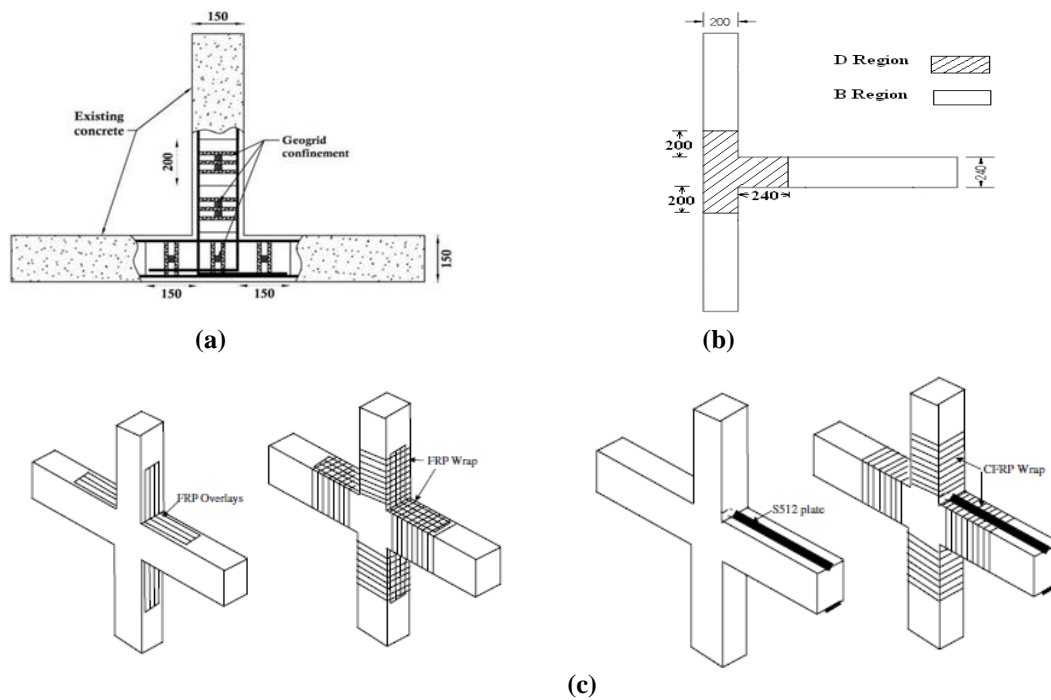 150
Existing
concrete
200
Geogrid
confinement
150
150
150
(a)
200
D Region
B Region
200
200
240
240
(b)
FRP Overlays
FRP Wrap
S512 plate
CFRP Wrap
(c)